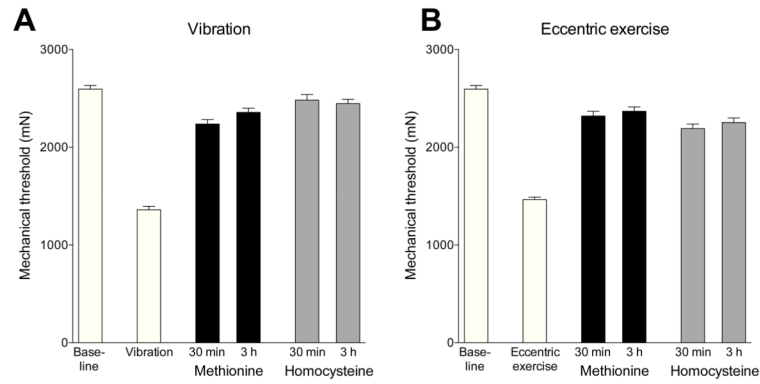 A
Vibration
Mechanical threshold (mN)
3000
2000
1000
0
Base-
line
Vibration
30 min
3 h
30 min
3 h
Methionine
Homocysteine
B
Eccentric exercise
Mechanical threshold (mN)
3000
2000
1000
0
Base-
line
Eccentric
exercise
30 min
3 h
30 min
3 h
Methionine
Homocysteine